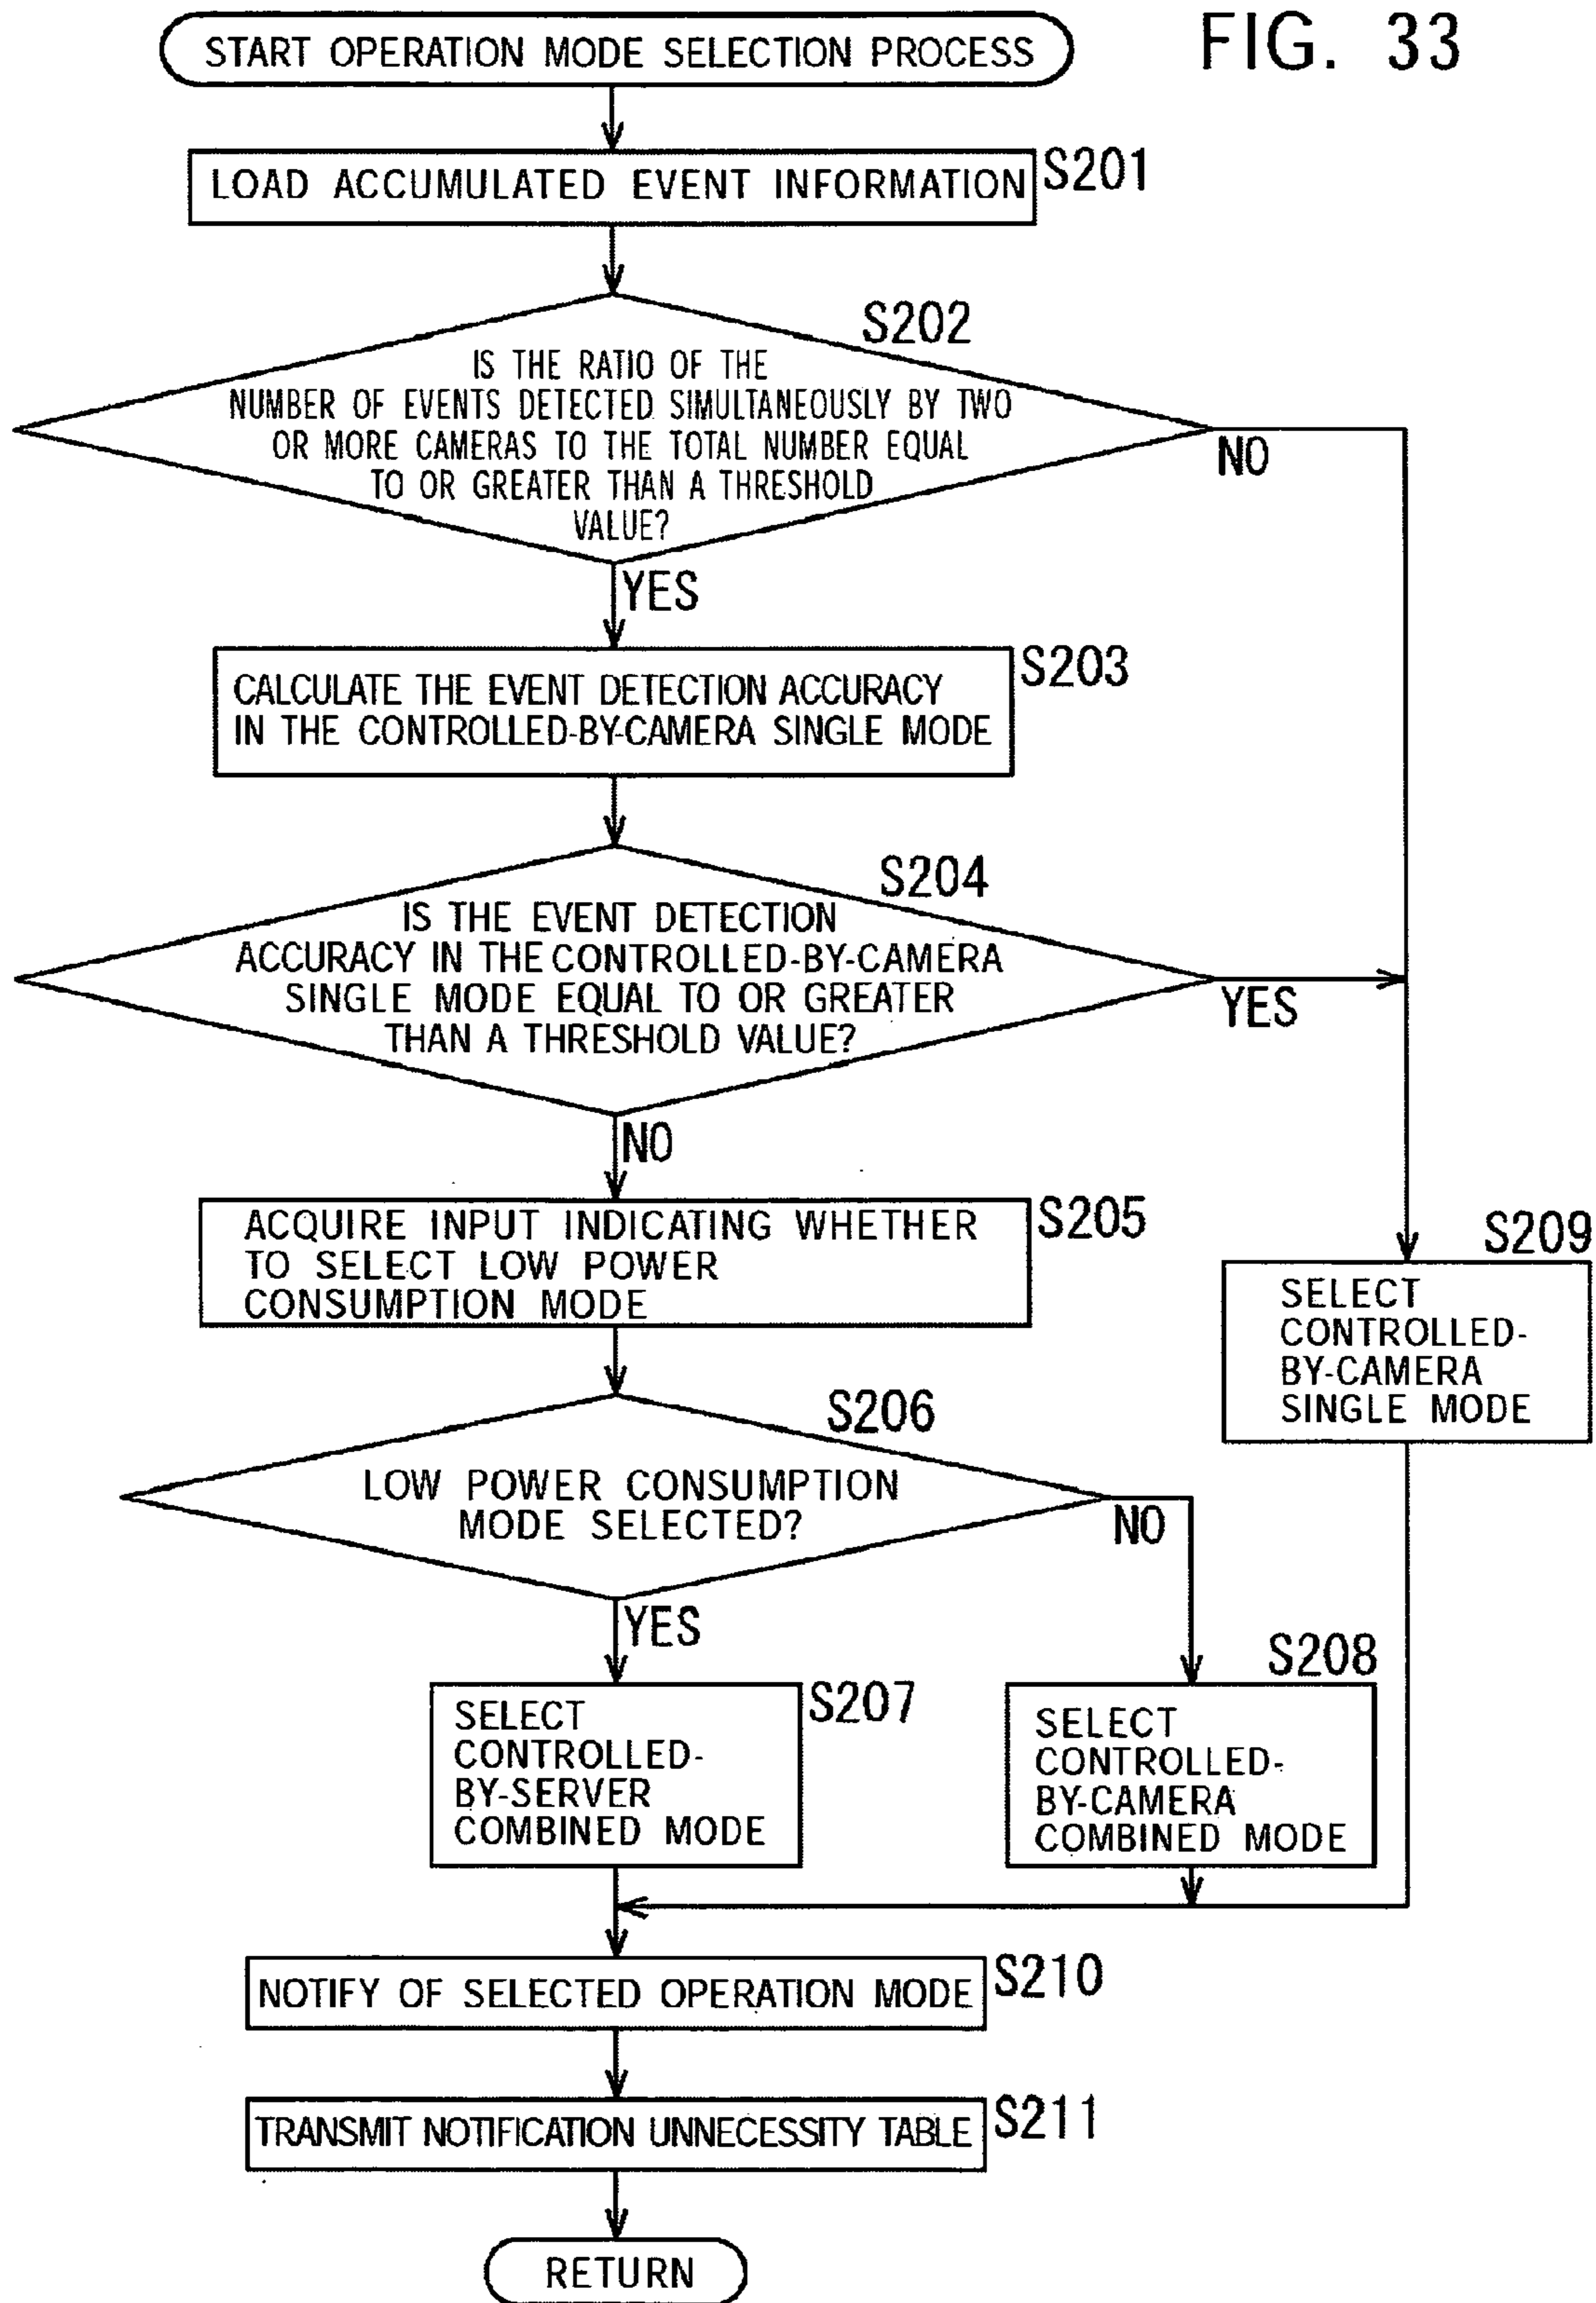 FIG. 33
START OPERATION MODE SELECTION PROCESS
LOAD ACCUMULATED EVENT INFORMATION
S201
S202
IS THE RATIO OF THE
NUMBER OF EVENTS DETECTED SIMULTANEOUSLY BY TWO
OR MORE CAMERAS TO THE TOTAL NUMBER EQUAL
TO OR GREATER THAN A THRESHOLD
VALUE?
NO
YES
S203
CALCULATE THE EVENT DETECTION ACCURACY
IN THE CONTROLLED-BY-CAMERA SINGLE MODE
S204
IS THE EVENT DETECTION
ACCURACY IN THE CONTROLLED-BY-CAMERA
SINGLE MODE EQUAL TO OR GREATER
THAN A THRESHOLD VALUE?
YES
NO
S205
ACQUIRE INPUT INDICATING WHETHER
TO SELECT LOW POWER
CONSUMPTION MODE
S209
SELECT
CONTROLLED-
BY-CAMERA
SINGLE MODE
S206
LOW POWER CONSUMPTION
MODE SELECTED?
NO
YES
S207
SELECT
CONTROLLED-
BY-SERVER
COMBINED MODE
S208
SELECT
CONTROLLED-
BY-CAMERA
COMBINED MODE
NOTIFY OF SELECTED OPERATION MODE
S210
TRANSMIT NOTIFICATION UNNECESSITY TABLE
S211
RETURN